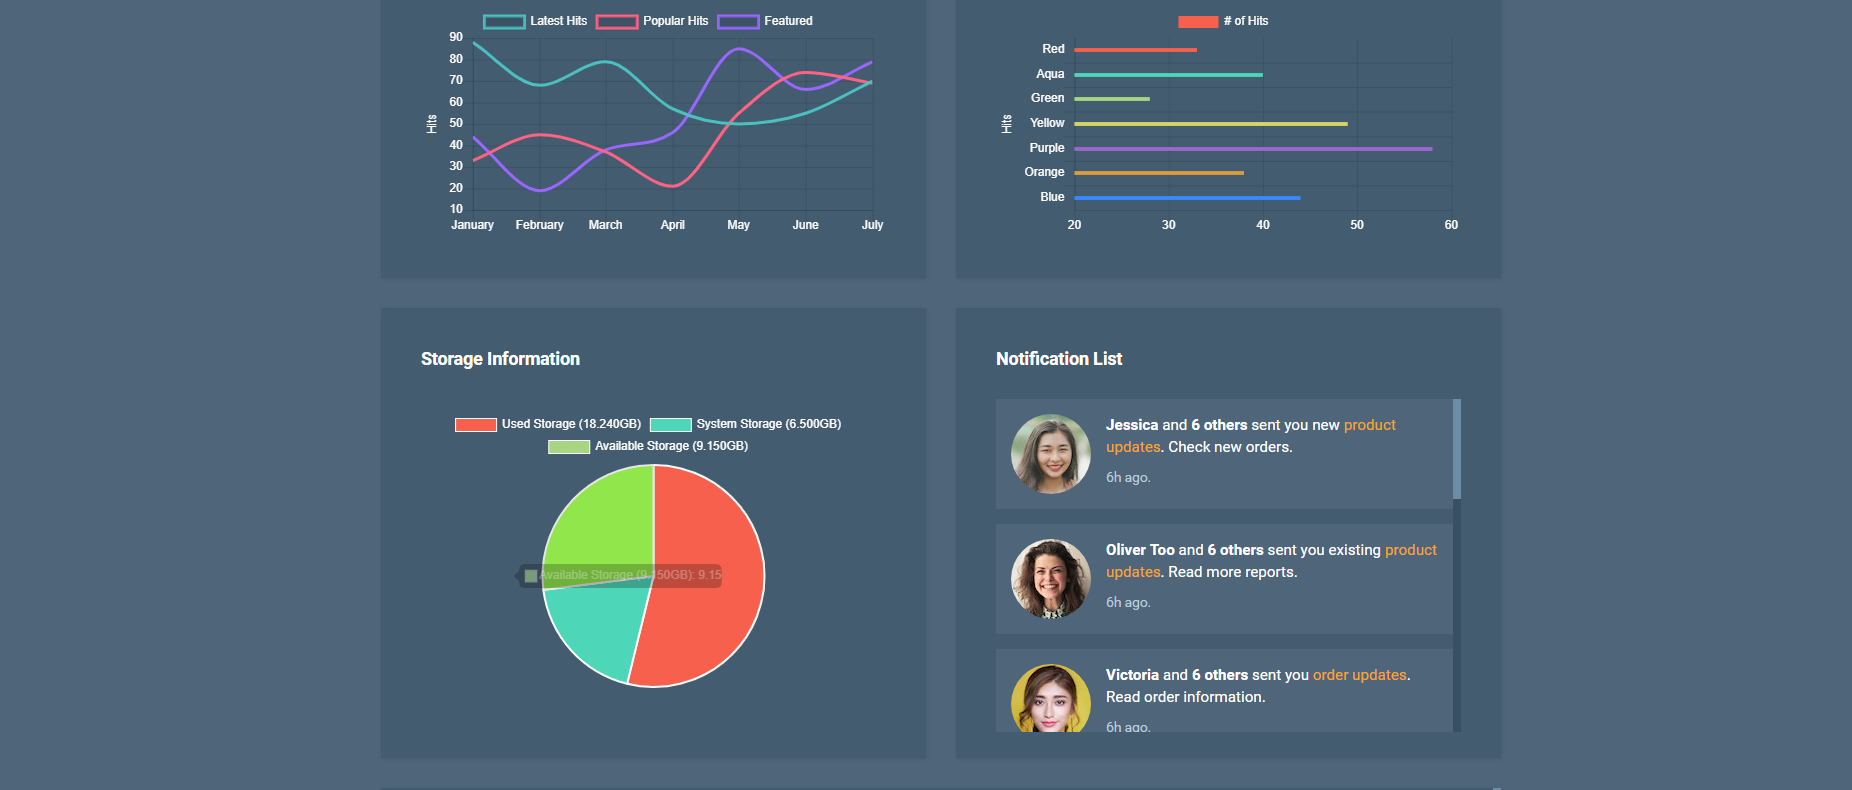 Latest Hits Popular Hits Featured
90
80
70
60
50
40
30
20
10
Hits
January February March April May June July
# of Hits
Red
Aqua
Green
Yellow
Purple
Orange
Blue
Hits
20 30 40 50 60
Storage Information
Used Storage (18.240GB) System Storage (6.500GB)
Available Storage (9.150GB)
Available Storage (9.150GB): 9.15
Notification List
Jessica and 6 others sent you new product
updates. Check new orders.
6h ago.
Oliver Too and 6 others sent you existing product
updates. Read more reports.
6h ago.
Victoria and 6 others sent you order updates.
Read order information.
6h ago.